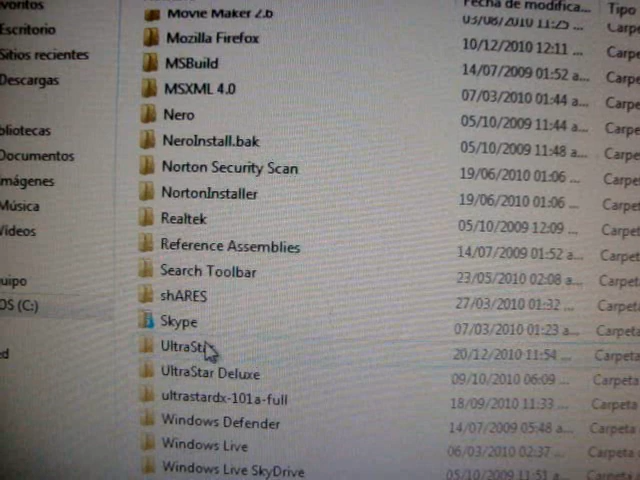 Fecha de modifica... Tipo
Movie Maker 2.6 03/08/2010 11:25 ... Carpe
Escritorio Mozilla Firefox 10/12/2010 12:11 ... Carpe
Sitios recientes MSBuild 14/07/2009 01:52 a... Carpe
Descargas MSXML 4.0 07/03/2010 01:44 a... Carpe
Nero 05/10/2009 11:44 a... Carpe
bliotecas NeroInstall.bak 05/10/2009 11:48 a... Carpe
Documentos Norton Security Scan 19/06/2010 01:06 ... Carpe
mágenes NortonInstaller 19/06/2010 01:06 ... Carpe
Música Realtek 05/10/2009 12:09 ... Carpeta
Videos Reference Assemblies 14/07/2009 01:52 a... Carpeta
Search Toolbar 23/05/2010 02:08 a... Carpeta
quipo shARES 27/03/2010 01:32 ... Carpeta
OS (C:) Skype 07/03/2010 01:23 a... Carpeta
UltraSt 20/12/2010 11:54 ... Carpeta
UltraStar Deluxe 09/10/2010 06:09 ... Carpeta
ultrastardx-101a-full 18/09/2010 11:33 ... Carpeta
Windows Defender 14/07/2009 05:48 a... Carpeta
Windows Live 06/03/2010 02:37 ... Carpeta
Windows Live SkyDrive 05/10/2009 11:51 a... Carpeta